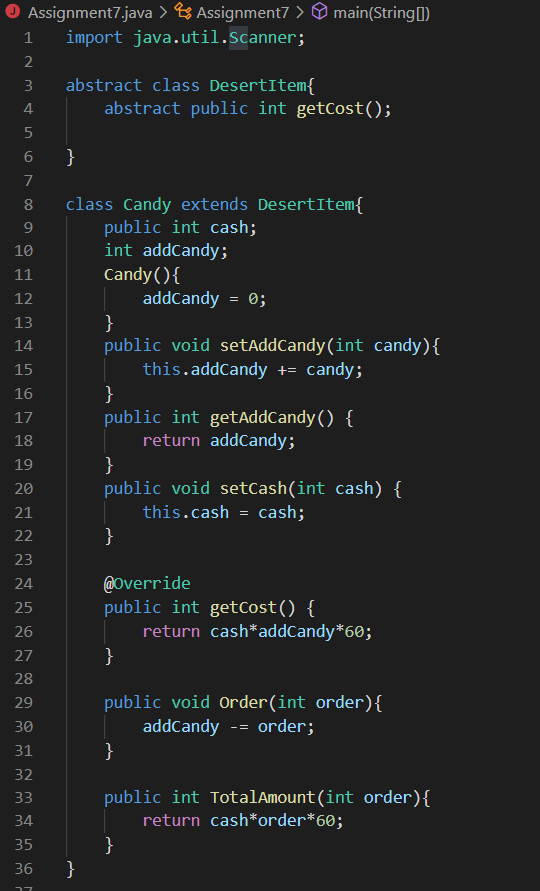 Assignment7.java > Assignment7 > main(String[])
1 import java.util.Scanner;
2
3 abstract class DesertItem{
4     abstract public int getCost();
5
6 }
7
8 class Candy extends DesertItem{
9     public int cash;
10     int addCandy;
11     Candy(){
12         addCandy = 0;
13     }
14     public void setAddCandy(int candy){
15         this.addCandy += candy;
16     }
17     public int getAddCandy() {
18         return addCandy;
19     }
20     public void setCash(int cash) {
21         this.cash = cash;
22     }
23
24     @Override
25     public int getCost() {
26         return cash*addCandy*60;
27     }
28
29     public void Order(int order){
30         addCandy -= order;
31     }
32
33     public int TotalAmount(int order){
34         return cash*order*60;
35     }
36 }
37